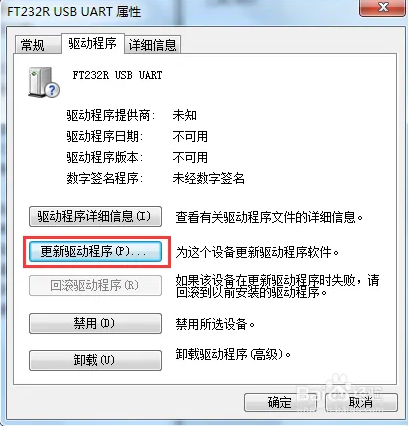 FT232R USB UART 属性
常规 驱动程序 详细信息
FT232R USB UART
驱动程序提供商: 未知
驱动程序日期: 不可用
驱动程序版本: 不可用
数字签名程序: 未经数字签名
驱动程序详细信息(I) 查看有关驱动程序文件的详细信息。
更新驱动程序(P)... 为这个设备更新驱动程序软件。
回滚驱动程序(R) 如果该设备在更新驱动程序时失败，请
回滚到以前安装的驱动程序。
禁用(D) 禁用所选设备。
卸载(U) 卸载驱动程序(高级)。
确定 取消